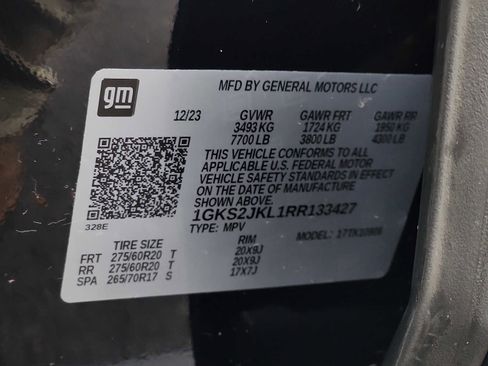 gm
MFD BY GENERAL MOTORS LLC
12/23 GVWR GAWR FRT GAWR RR
3493 KG 1724 KG 1950 KG
7700 LB 3800 LB 4300 LB
THIS VEHICLE CONFORMS TO ALL
APPLICABLE U.S. FEDERAL MOTOR
VEHICLE SAFETY STANDARDS IN EFFECT
ON THE DATE OF MANUFACTURE
SHOWN ABOVE.
1GKS2JKL1RR133427
TYPE: MPV MODEL:
328E
TIRE SIZE RIM
FRT 275/60R20 T 20X9J
RR 275/60R20 T 20X9J
SPA 265/70R17 S 17X7J